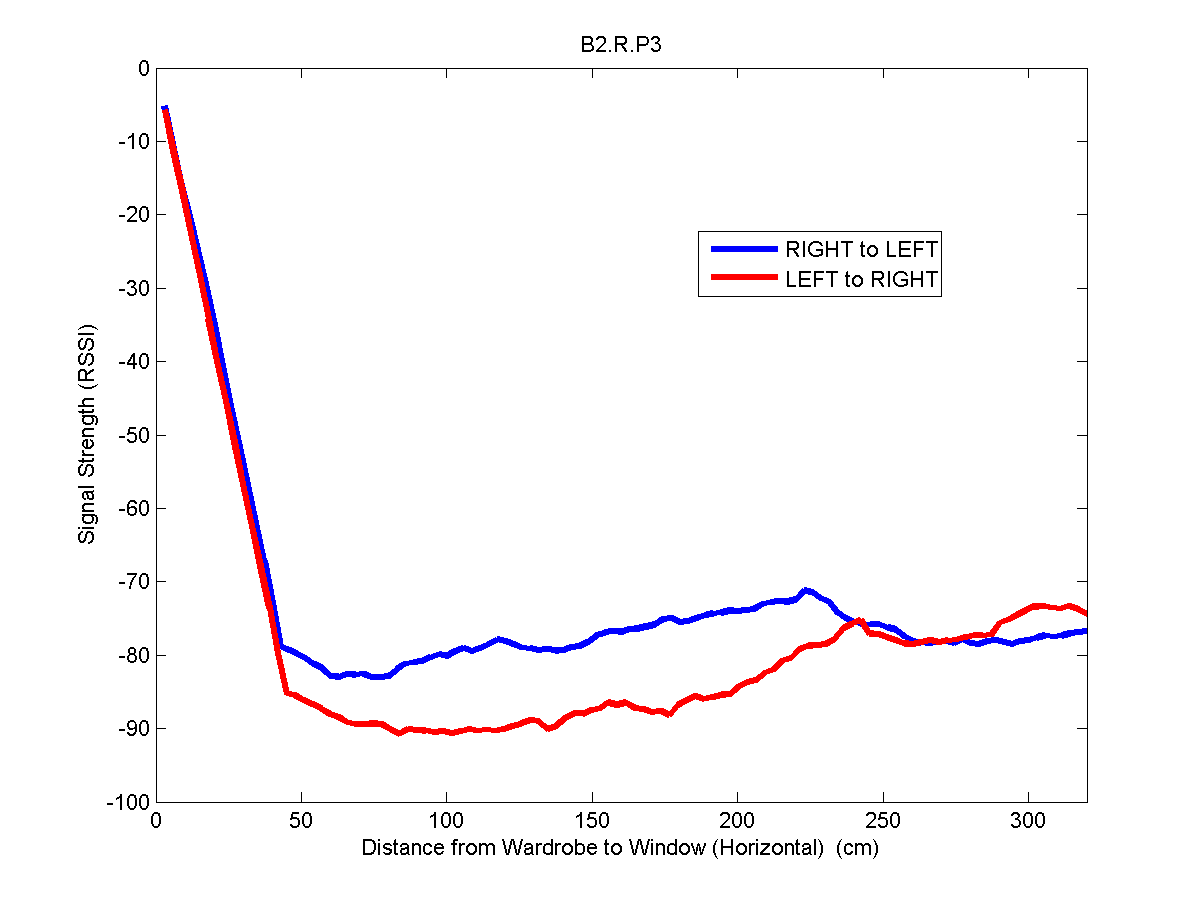 B2.R.P3
0
-10
-20
-30
-40
-50
-60
-70
-80
-90
-100
Signal Strength (RSSI)
RIGHT to LEFT
LEFT to RIGHT
0 50 100 150 200 250 300
Distance from Wardrobe to Window (Horizontal)  (cm)